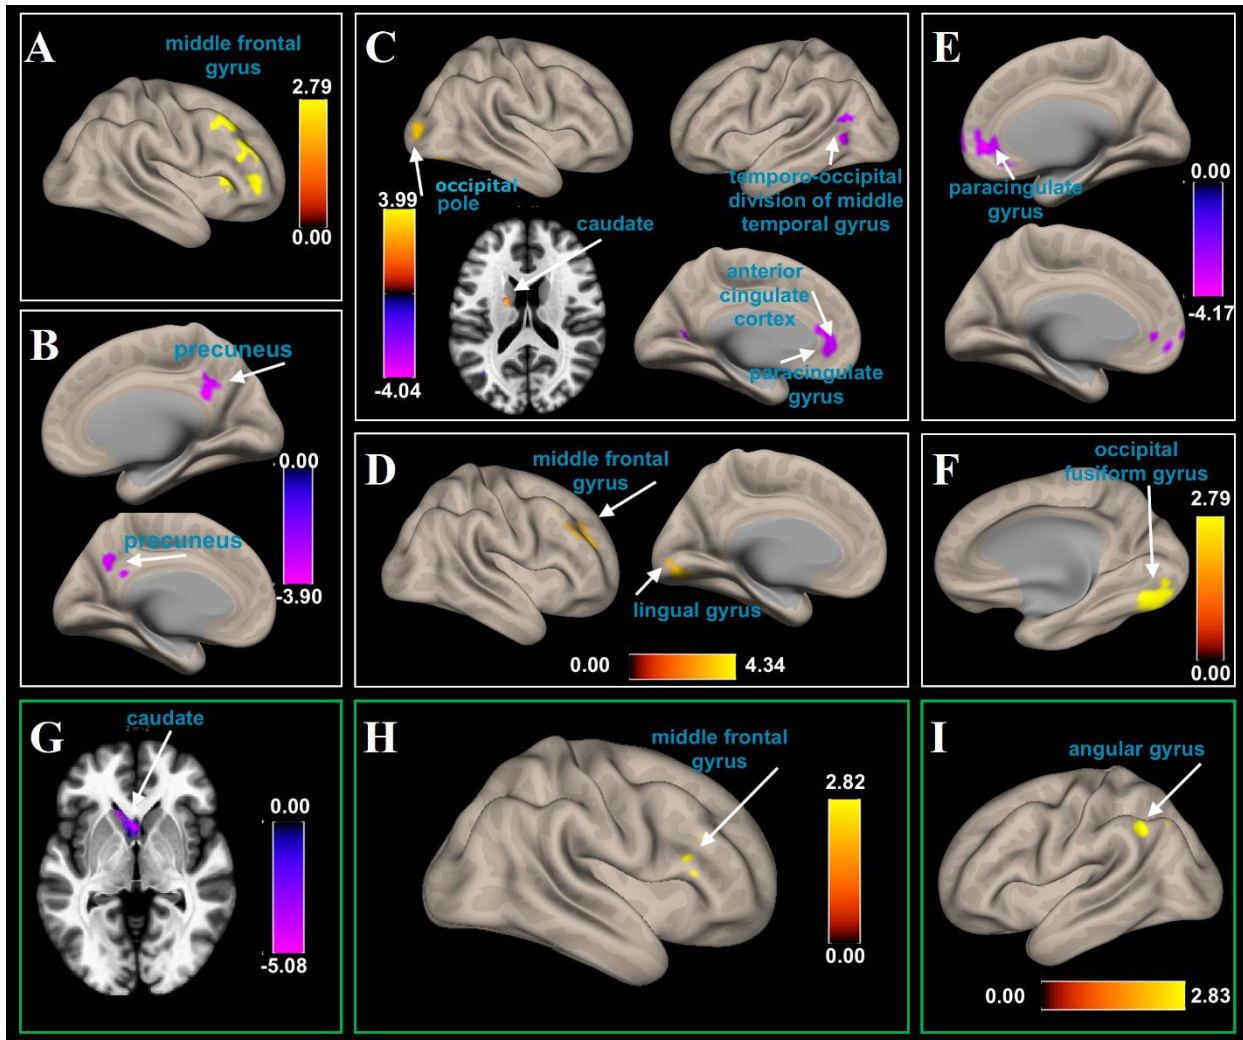 A
middle frontal
gyrus
2.79
0.00
B
precuneus
0.00
precuneus
-3.90
C
occipital
pole
temporo-occipital
division of middle
temporal gyrus
3.99
caudate
-4.04
anterior
cingulate
cortex
paracingulate
gyrus
D
middle frontal
gyrus
lingual gyrus
0.00
4.34
E
paracingulate
gyrus
0.00
-4.17
F
occipital
fusiform gyrus
2.79
0.00
G
caudate
z = -2
0.00
-5.08
H
middle frontal
gyrus
2.82
0.00
I
angular gyrus
0.00
2.83